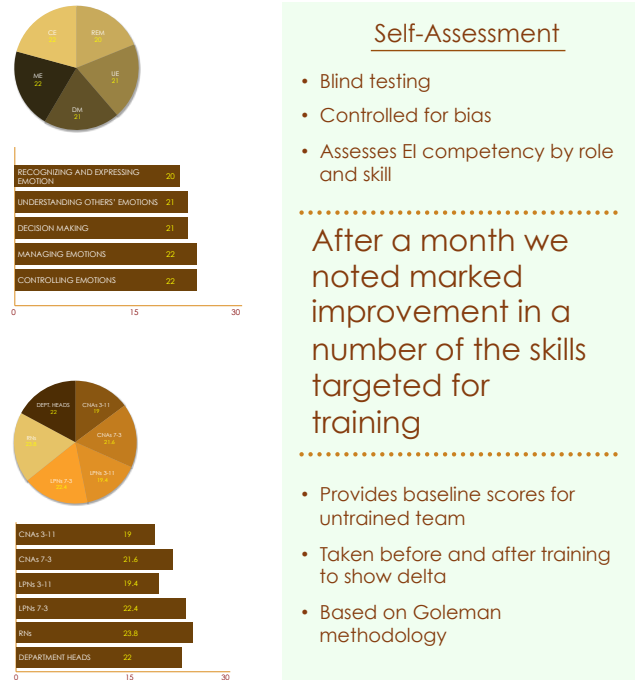 CE
22
REM
20
UE
21
DM
21
ME
22
RECOGNIZING AND EXPRESSING
EMOTION 20
UNDERSTANDING OTHERS' EMOTIONS 21
DECISION MAKING 21
MANAGING EMOTIONS 22
CONTROLLING EMOTIONS 22
0 15 30
DEPT. HEADS
22
CNAs 3-11
19
CNAs 7-3
21.6
LPNs 3-11
19.4
LPNs 7-3
22.4
RNs
CNAs 3-11 19
CNAs 7-3 21.6
LPNs 3-11 19.4
LPNs 7-3 22.4
RNs 23.8
DEPARTMENT HEADS 22
0 15 30
Self-Assessment
• Blind testing
• Controlled for bias
• Assesses EI competency by role
and skill
After a month we
noted marked
improvement in a
number of the skills
targeted for
training
• Provides baseline scores for
untrained team
• Taken before and after training
to show delta
• Based on Goleman
methodology